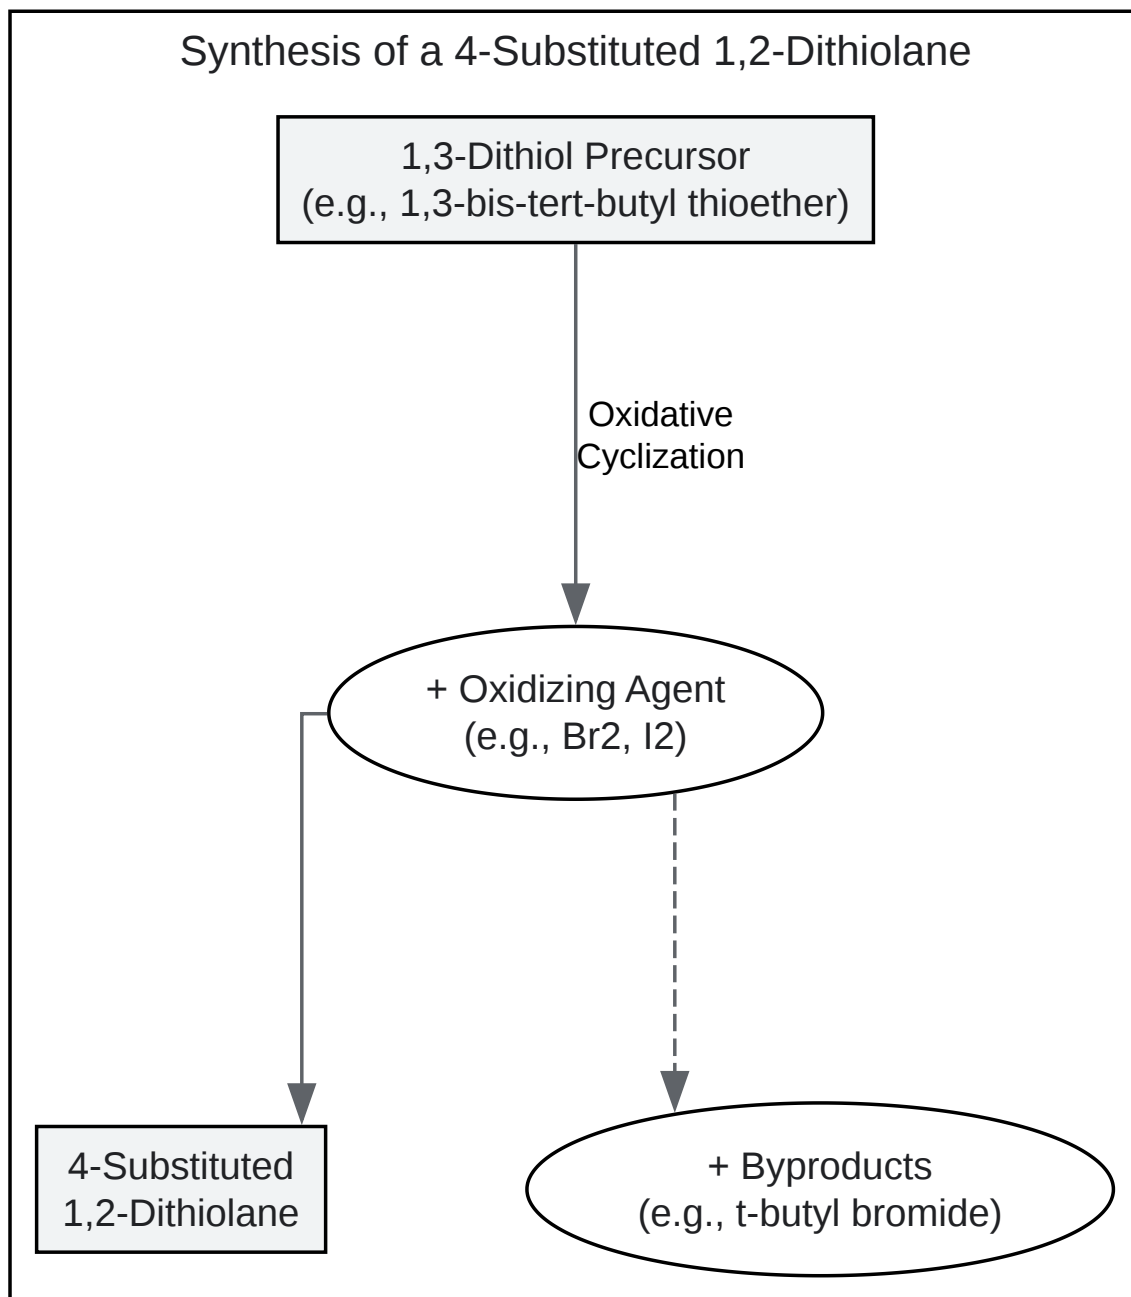 Synthesis of a 4-Substituted 1,2-Dithiolane
1,3-Dithiol Precursor
(e.g., 1,3-bis-tert-butyl thioether)
Oxidative
Cyclization
+ Oxidizing Agent
(e.g., Br2, I2)
4-Substituted
1,2-Dithiolane
+ Byproducts
(e.g., t-butyl bromide)